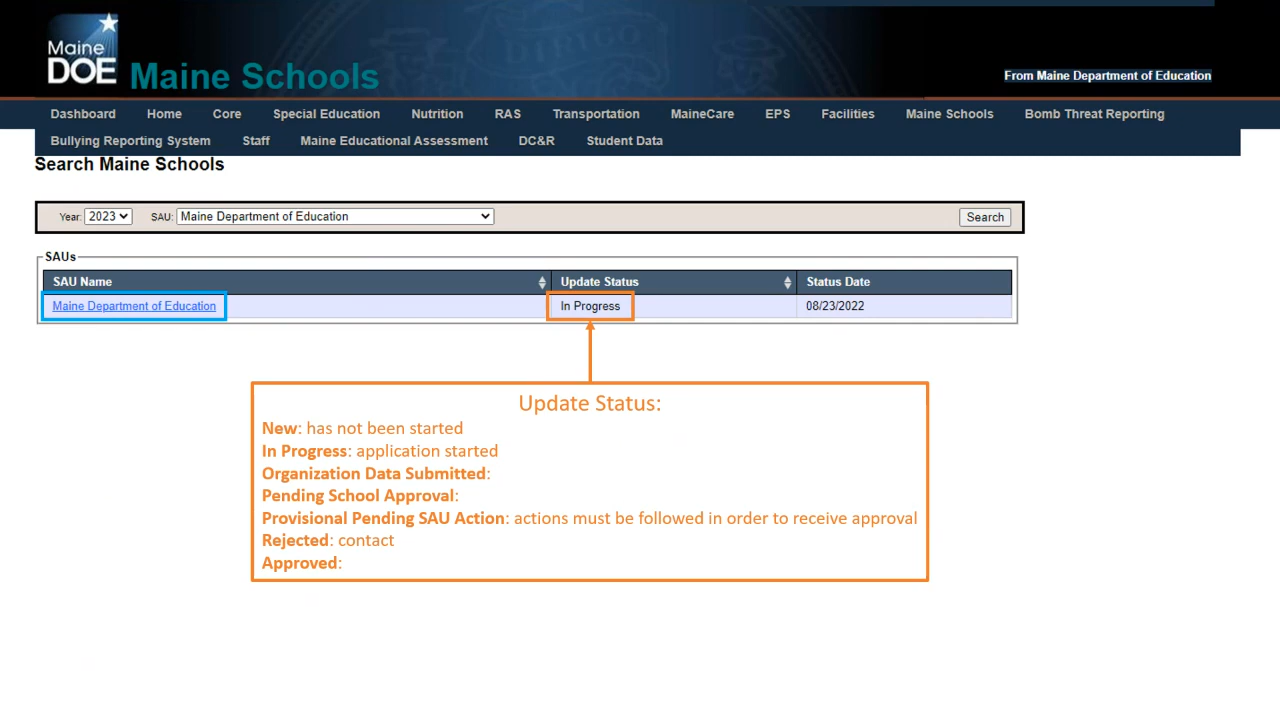 Maine
DOE
Maine Schools
From Maine Department of Education
Dashboard Home Core Special Education Nutrition RAS Transportation MaineCare EPS Facilities Maine Schools Bomb Threat Reporting
Bullying Reporting System Staff Maine Educational Assessment DC&R Student Data
Search Maine Schools
Year: 2023 SAU: Maine Department of Education Search
SAUs
SAU Name Update Status Status Date
Maine Department of Education In Progress 08/23/2022
Update Status:
New: has not been started
In Progress: application started
Organization Data Submitted:
Pending School Approval:
Provisional Pending SAU Action: actions must be followed in order to receive approval
Rejected: contact
Approved:
DIRIGO